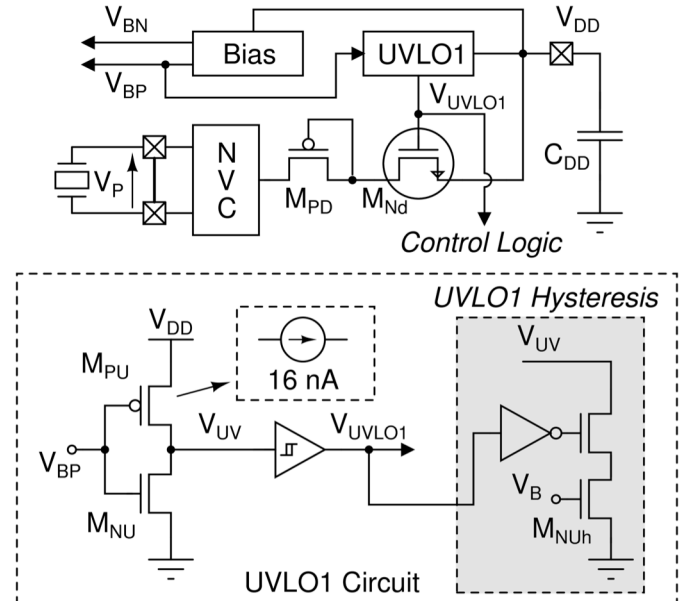 V_BN
Bias
UVLO1
V_DD
V_BP
V_UVLO1
N
V
C
V_P
M_PD
M_Nd
C_DD
Control Logic
UVLO1 Hysteresis
V_DD
M_PU
16 nA
V_UV
V_UV
V_UVLO1
V_BP
V_B
M_NU
M_NUh
UVLO1 Circuit